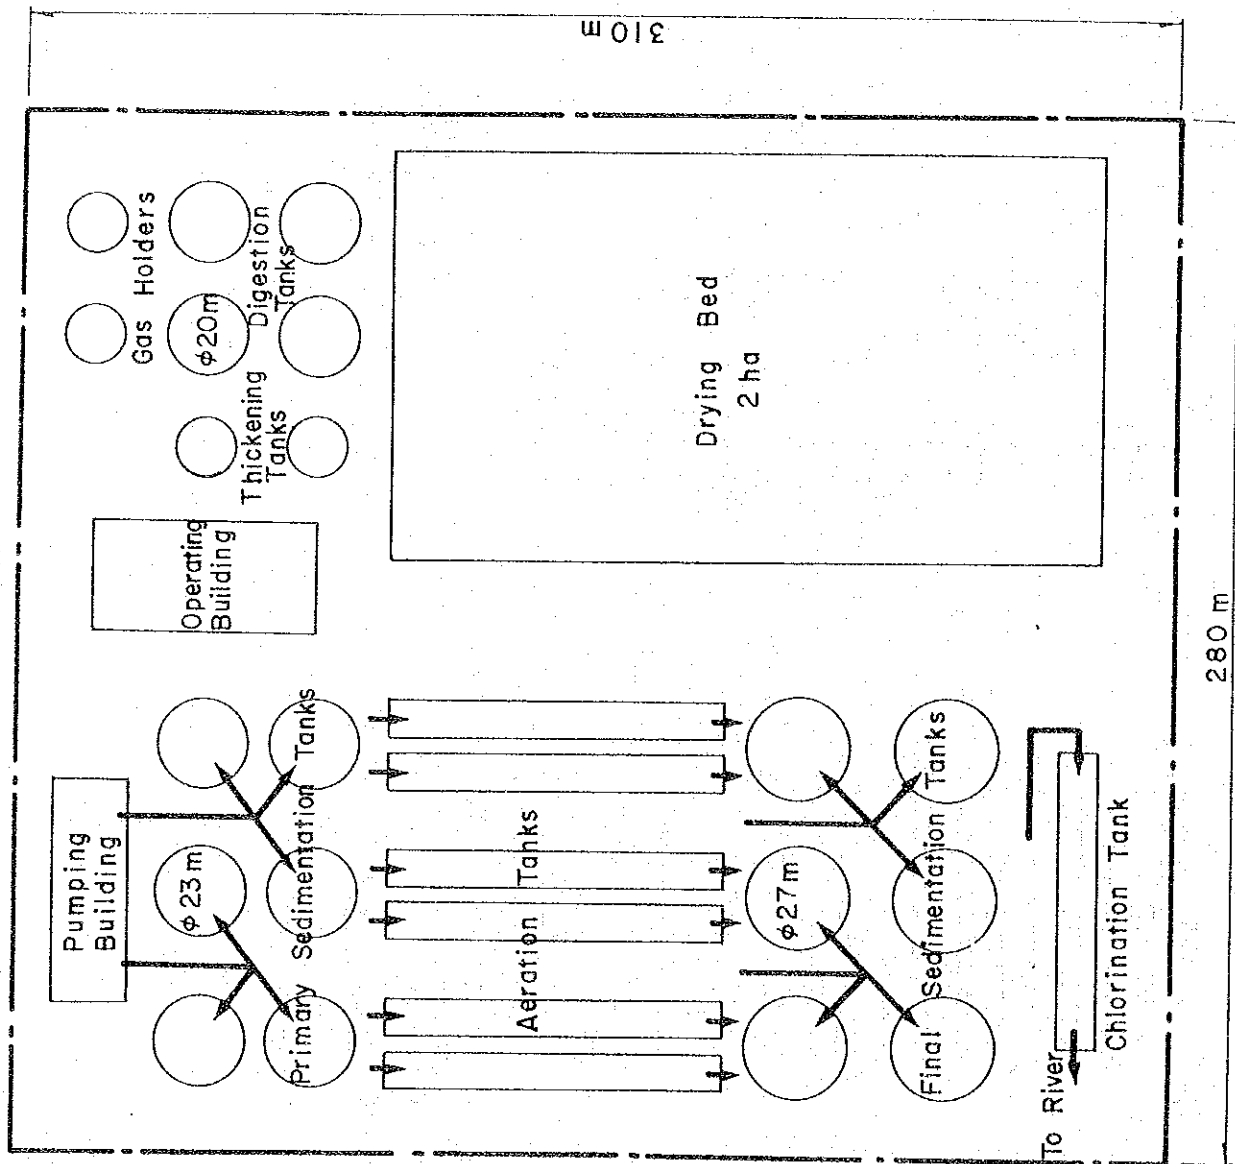 310 m
Gas Holders
φ20m
Digestion
Tanks
Thickening
Tanks
Operating
Building
Drying Bed
2 ha
Pumping
Building
φ23m
Primary Sedimentation Tanks
Aeration Tanks
φ27m
Final Sedimentation Tanks
Chlorination Tank
To River
280 m